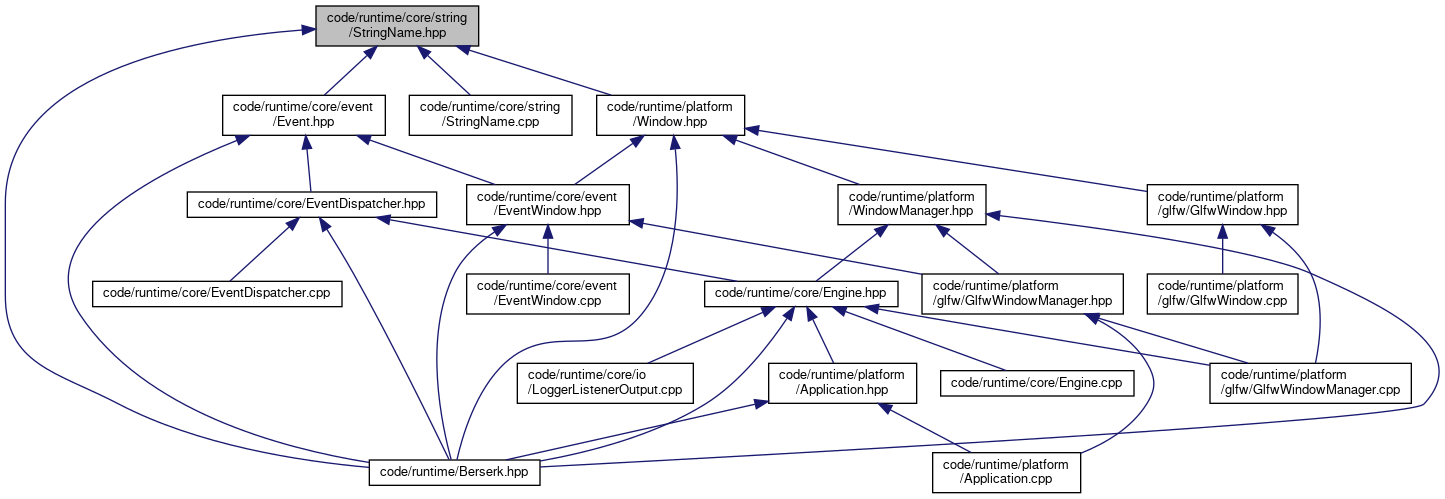 code/runtime/core/string
/StringName.hpp
code/runtime/core/event
/Event.hpp
code/runtime/core/string
/StringName.cpp
code/runtime/platform
/Window.hpp
code/runtime/core/EventDispatcher.hpp
code/runtime/core/event
/EventWindow.hpp
code/runtime/platform
/WindowManager.hpp
code/runtime/platform
/glfw/GlfwWindow.hpp
code/runtime/core/EventDispatcher.cpp
code/runtime/core/event
/EventWindow.cpp
code/runtime/core/Engine.hpp
code/runtime/platform
/glfw/GlfwWindowManager.hpp
code/runtime/platform
/glfw/GlfwWindow.cpp
code/runtime/core/io
/LoggerListenerOutput.cpp
code/runtime/platform
/Application.hpp
code/runtime/core/Engine.cpp
code/runtime/platform
/glfw/GlfwWindowManager.cpp
code/runtime/Berserk.hpp
code/runtime/platform
/Application.cpp